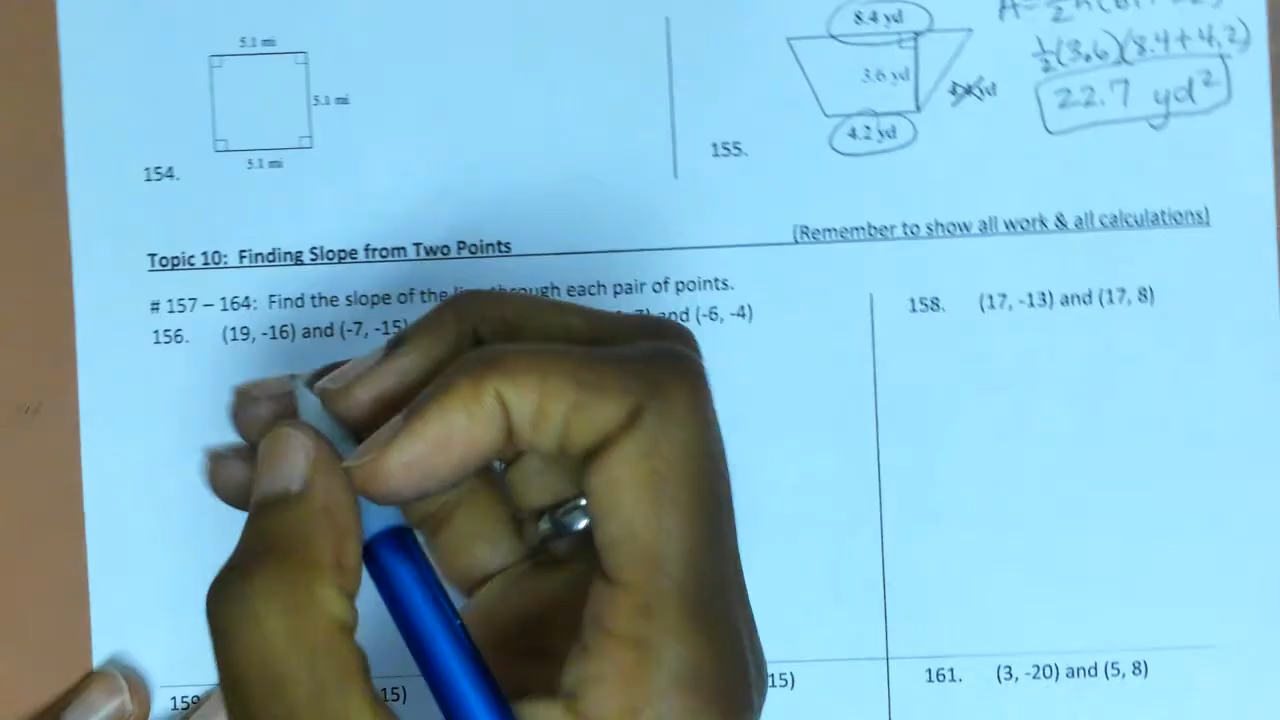 5.1 mi
5.1 mi
5.1 mi
154.
8.4 yd
3.6 yd
4.2 yd
155.
½(3.6)(8.4+4.2)
22.7 yd²
Topic 10: Finding Slope from Two Points
(Remember to show all work & all calculations)
# 157 – 164: Find the slope of the line through each pair of points.
156. (19, -16) and (-7, -15)
and (-6, -4)
158. (17, -13) and (17, 8)
15)
15)
161. (3, -20) and (5, 8)